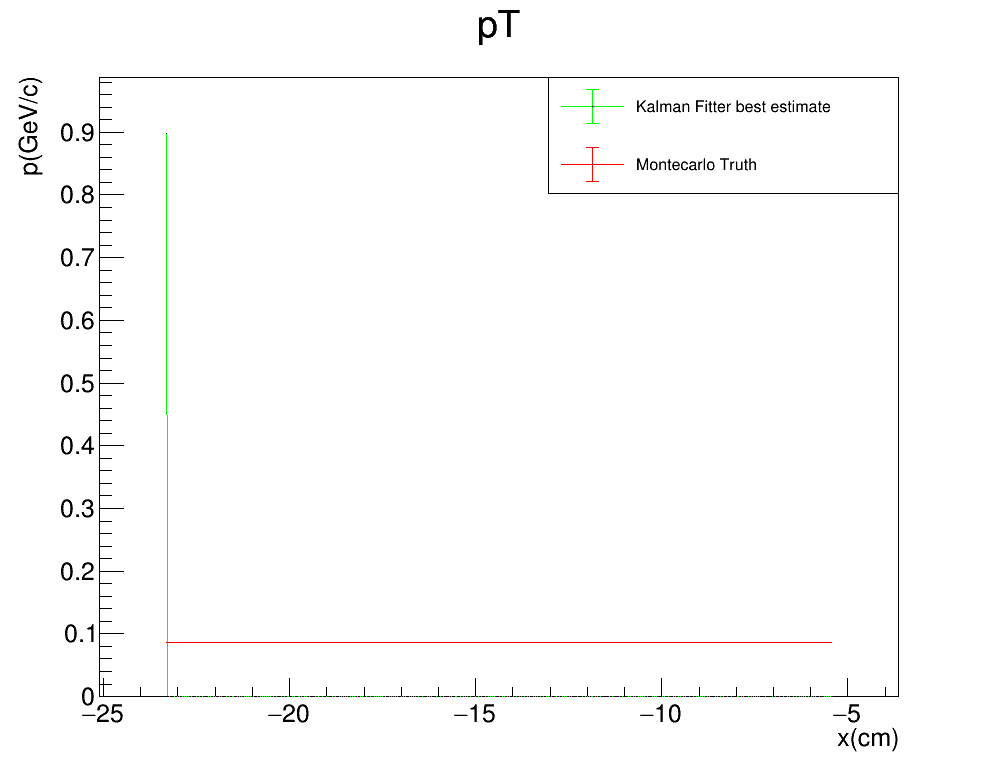 pT
p(GeV/c)
Kalman Fitter best estimate
Montecarlo Truth
0.9
0.8
0.7
0.6
0.5
0.4
0.3
0.2
0.1
0
−25 −20 −15 −10 −5
x(cm)